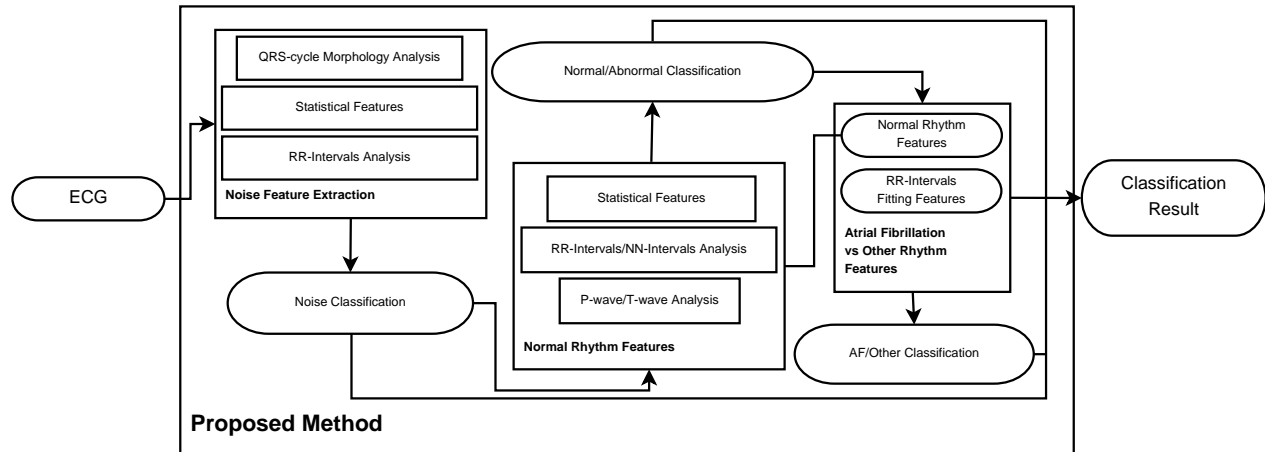 ECG
QRS-cycle Morphology Analysis
Statistical Features
RR-Intervals Analysis
Noise Feature Extraction
Noise Classification
Normal/Abnormal Classification
Statistical Features
RR-Intervals/NN-Intervals Analysis
P-wave/T-wave Analysis
Normal Rhythm Features
Normal Rhythm
Features
RR-Intervals
Fitting Features
Atrial Fibrillation
vs Other Rhythm
Features
AF/Other Classification
Classification
Result
Proposed Method